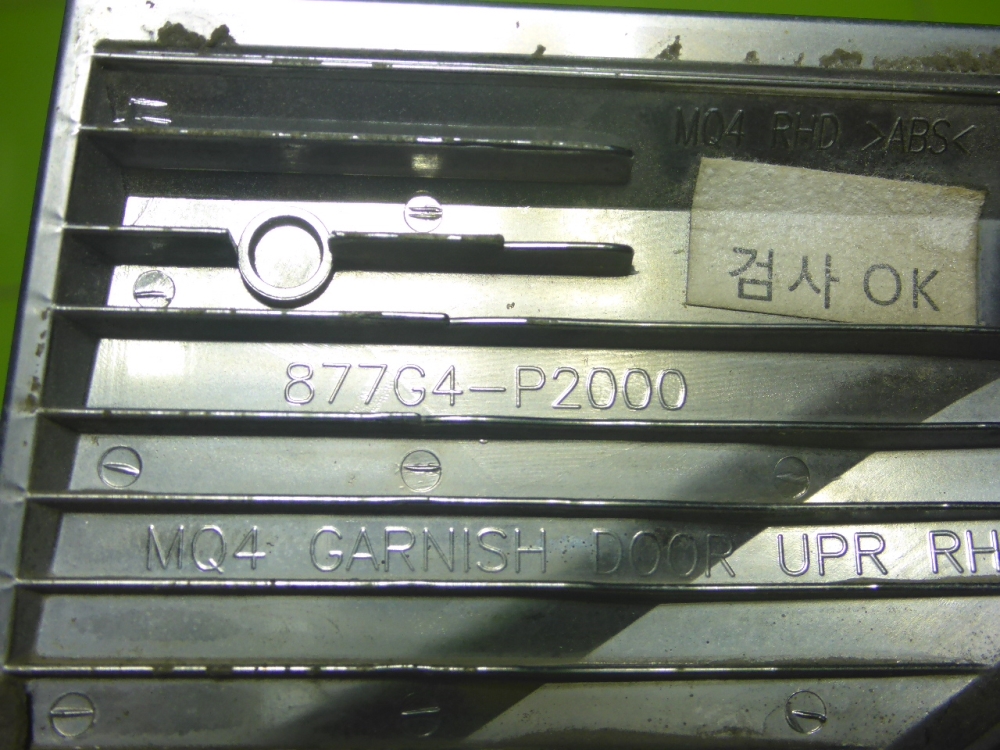 MQ4 RHD >ABS<
검사 OK
877G4-P2000
MQ4 GARNISH DOOR UPR RH